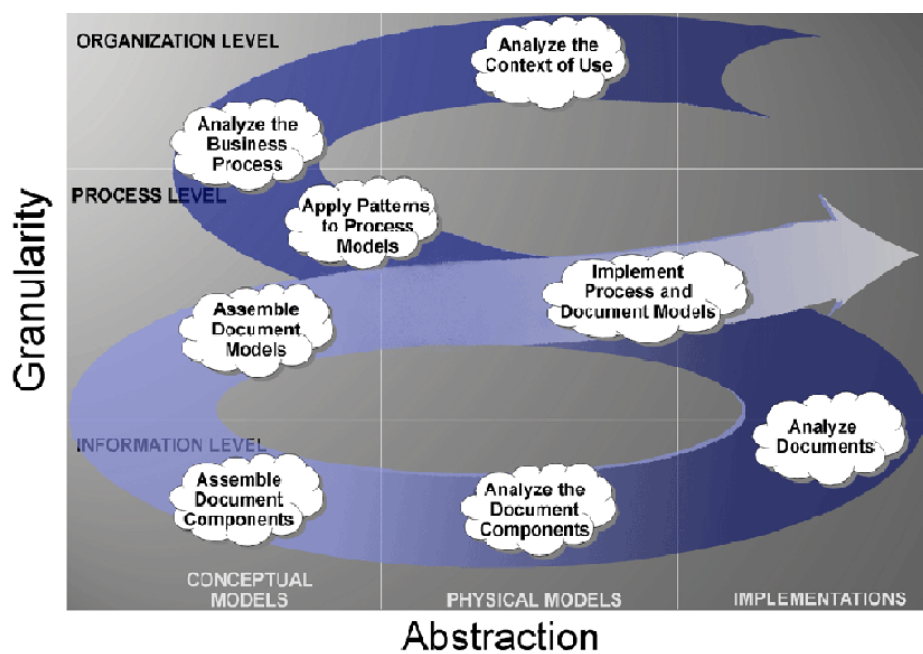 ORGANIZATION LEVEL
Analyze the
Context of Use
Analyze the
Business
Process
PROCESS LEVEL
Apply Patterns
to Process
Models
Implement
Process and
Document Models
Assemble
Document
Models
Granularity
Analyze
Documents
INFORMATION LEVEL
Assemble
Document
Components
Analyze the
Document
Components
CONCEPTUAL
MODELS
PHYSICAL MODELS
IMPLEMENTATIONS
Abstraction